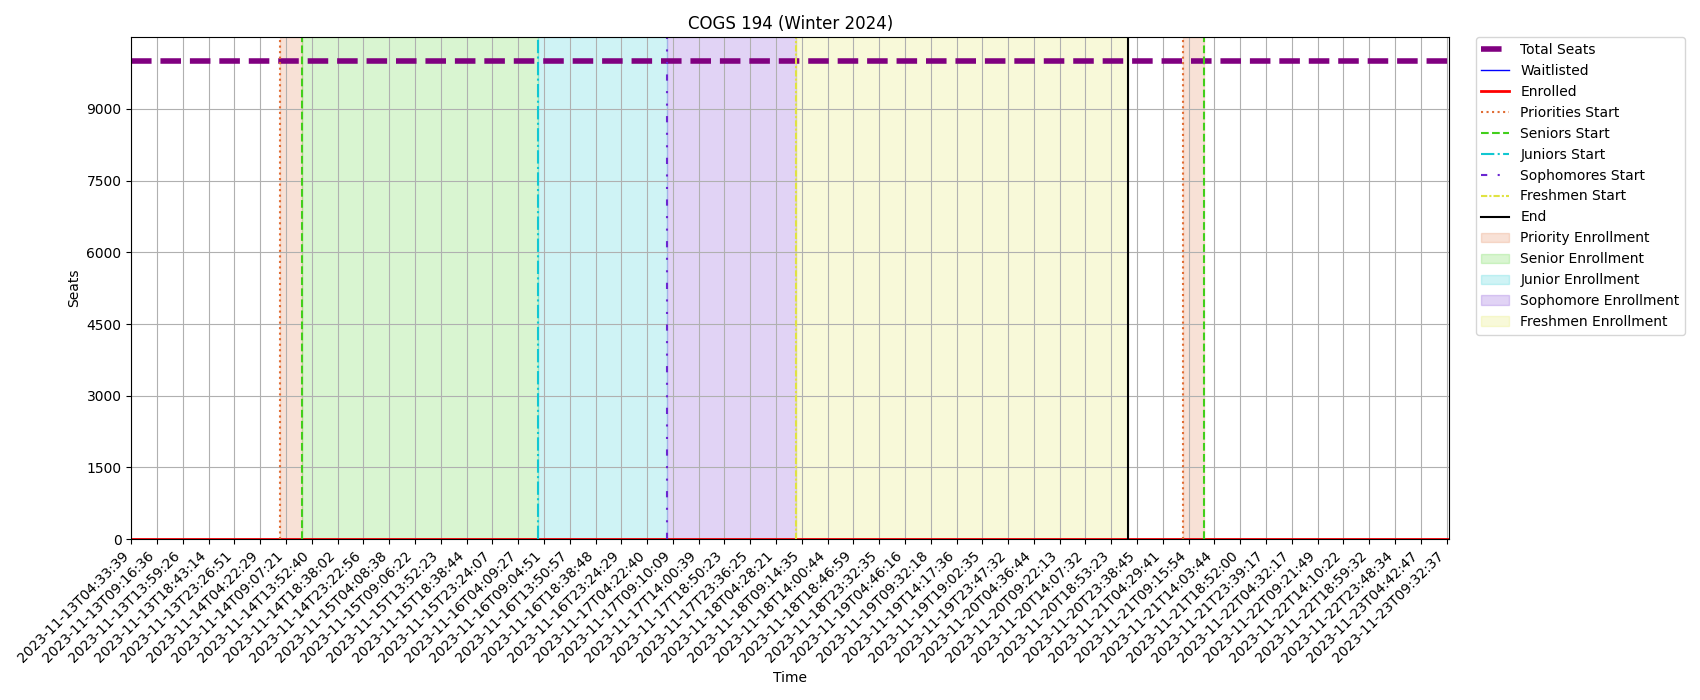 COGS 194 (Winter 2024)
Seats
9000
7500
6000
4500
3000
1500
0
2023-11-13T04:33:39
2023-11-13T09:16:36
2023-11-13T13:59:26
2023-11-13T18:43:14
2023-11-13T23:26:51
2023-11-14T04:22:29
2023-11-14T09:07:21
2023-11-14T13:52:40
2023-11-14T18:38:02
2023-11-14T23:22:56
2023-11-15T04:08:38
2023-11-15T09:06:22
2023-11-15T13:52:23
2023-11-15T18:38:44
2023-11-15T23:24:07
2023-11-16T04:09:27
2023-11-16T09:04:51
2023-11-16T13:50:57
2023-11-16T18:38:48
2023-11-16T23:24:29
2023-11-17T04:22:40
2023-11-17T09:10:09
2023-11-17T14:00:39
2023-11-17T18:50:23
2023-11-17T23:36:25
2023-11-18T04:28:21
2023-11-18T09:14:35
2023-11-18T14:00:44
2023-11-18T18:46:59
2023-11-18T23:32:35
2023-11-19T04:46:16
2023-11-19T09:32:18
2023-11-19T14:17:36
2023-11-19T19:02:35
2023-11-19T23:47:32
2023-11-20T04:36:44
2023-11-20T09:22:13
2023-11-20T14:07:32
2023-11-20T18:53:23
2023-11-20T23:38:45
2023-11-21T04:29:41
2023-11-21T09:15:54
2023-11-21T14:03:44
2023-11-21T18:52:00
2023-11-21T23:39:17
2023-11-22T04:32:17
2023-11-22T09:21:49
2023-11-22T14:10:22
2023-11-22T18:59:32
2023-11-22T23:48:34
2023-11-23T04:42:47
2023-11-23T09:32:37
Time
Total Seats
Waitlisted
Enrolled
Priorities Start
Seniors Start
Juniors Start
Sophomores Start
Freshmen Start
End
Priority Enrollment
Senior Enrollment
Junior Enrollment
Sophomore Enrollment
Freshmen Enrollment